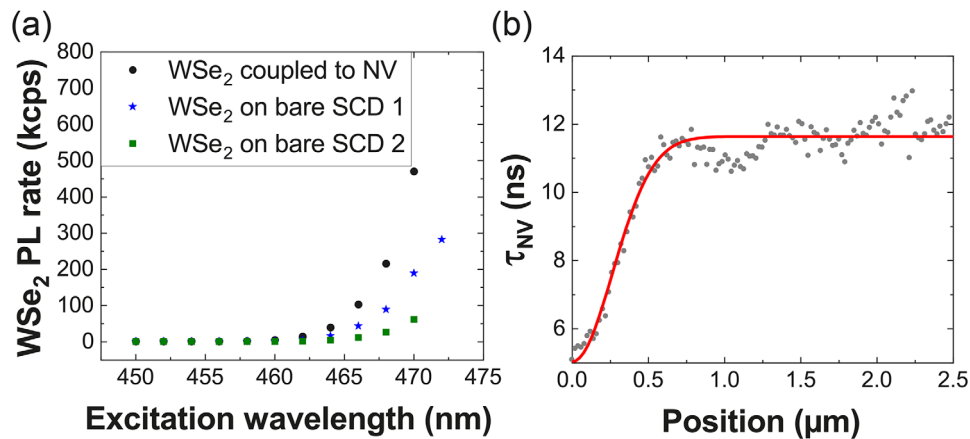 (a)
WSe₂ PL rate (kcps)
800
700
600
500
400
300
200
100
0
WSe₂ coupled to NV
WSe₂ on bare SCD 1
WSe₂ on bare SCD 2
450 455 460 465 470 475
Excitation wavelength (nm)
(b)
τNV (ns)
12
10
8
6
0.0 0.5 1.0 1.5 2.0 2.5
Position (μm)